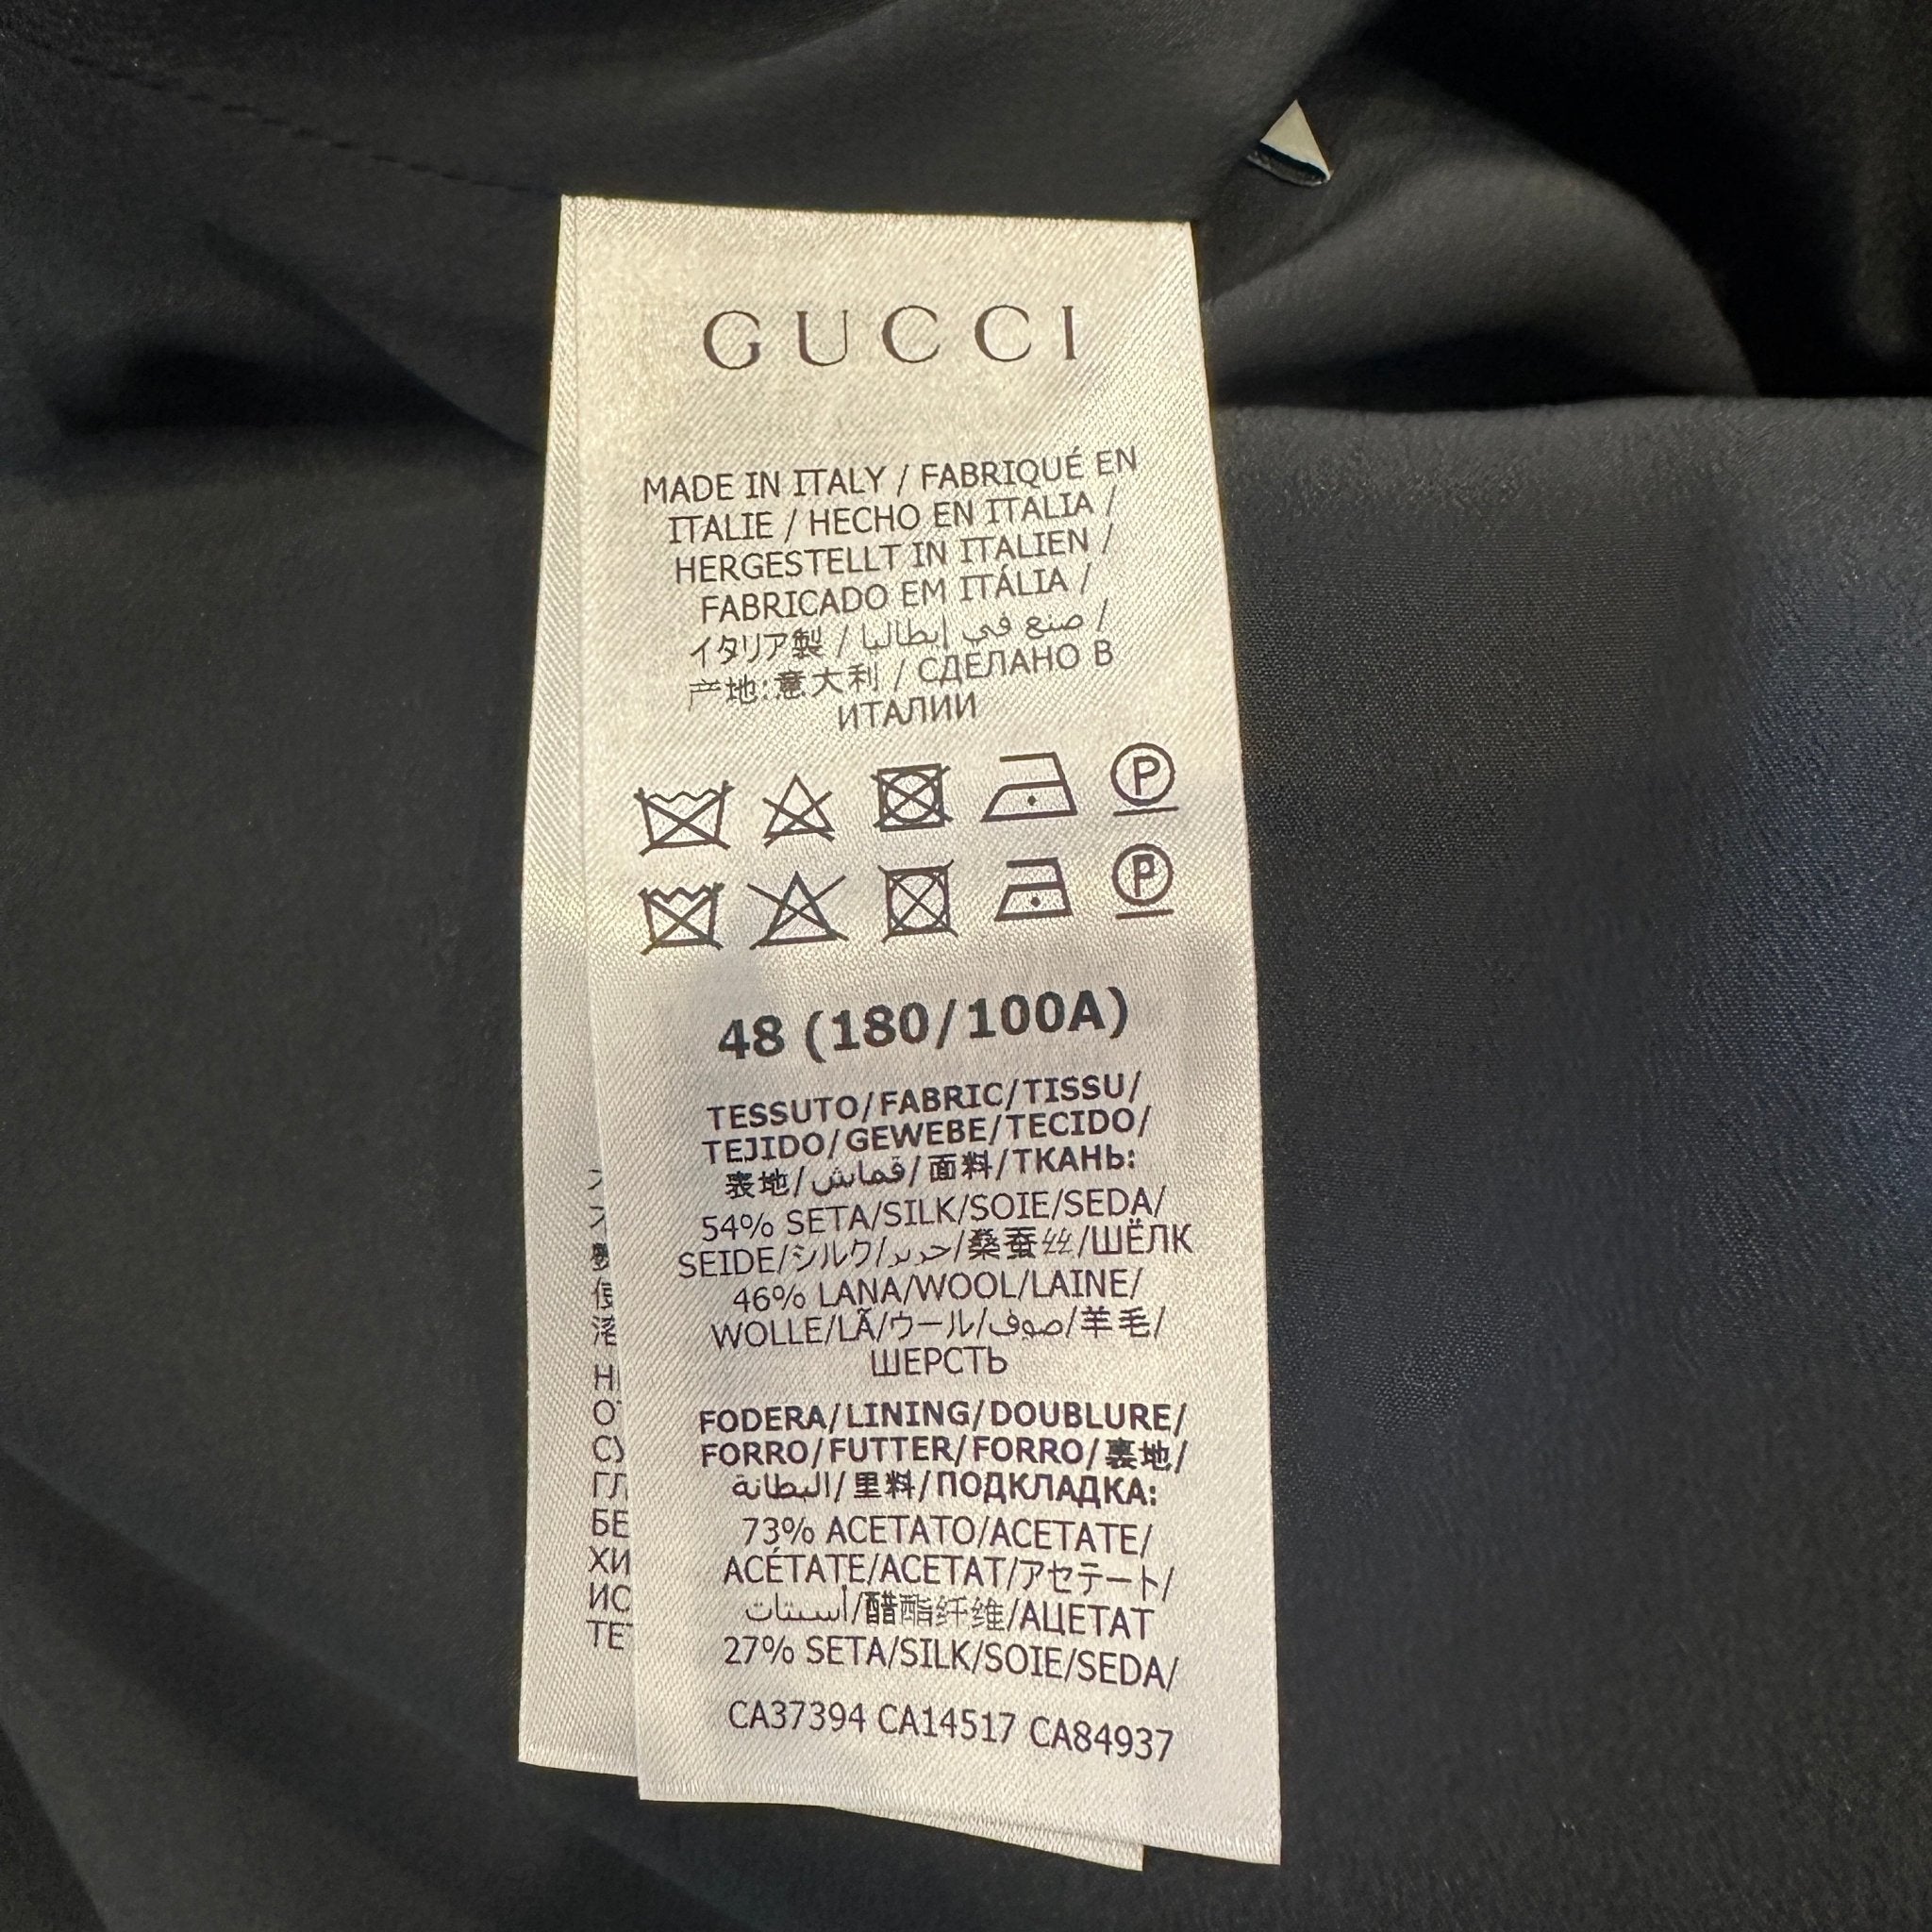 GUCCI
MADE IN ITALY / FABRIQUÉ EN
ITALIE / HECHO EN ITALIA /
HERGESTELLT IN ITALIEN /
FABRICADO EM ITÁLIA /
イタリア製 / صنع في إيطاليا /
产地:意大利 / СДЕЛАНО В
ИТАЛИИ
P
P
48 (180/100A)
TESSUTO/FABRIC/TISSU/
TEJIDO/GEWEBE/TECIDO/
表地/قماش/面料/ТКАНЬ:
54% SETA/SILK/SOIE/SEDA/
SEIDE/シルク/حرير/桑蚕丝/ШЁЛК
46% LANA/WOOL/LAINE/
WOLLE/LÃ/ウール/صوف/羊毛/
ШЕРСТЬ
FODERA/LINING/DOUBLURE/
FORRO/FUTTER/FORRO/裏地/
البطانة/里料/ПОДКЛАДКА:
73% ACETATO/ACETATE/
ACÉTATE/ACETAT/アセテート/
أسيتات/醋酯纤维/АЦЕТАТ
27% SETA/SILK/SOIE/SEDA/
CA37394 CA14517 CA84937